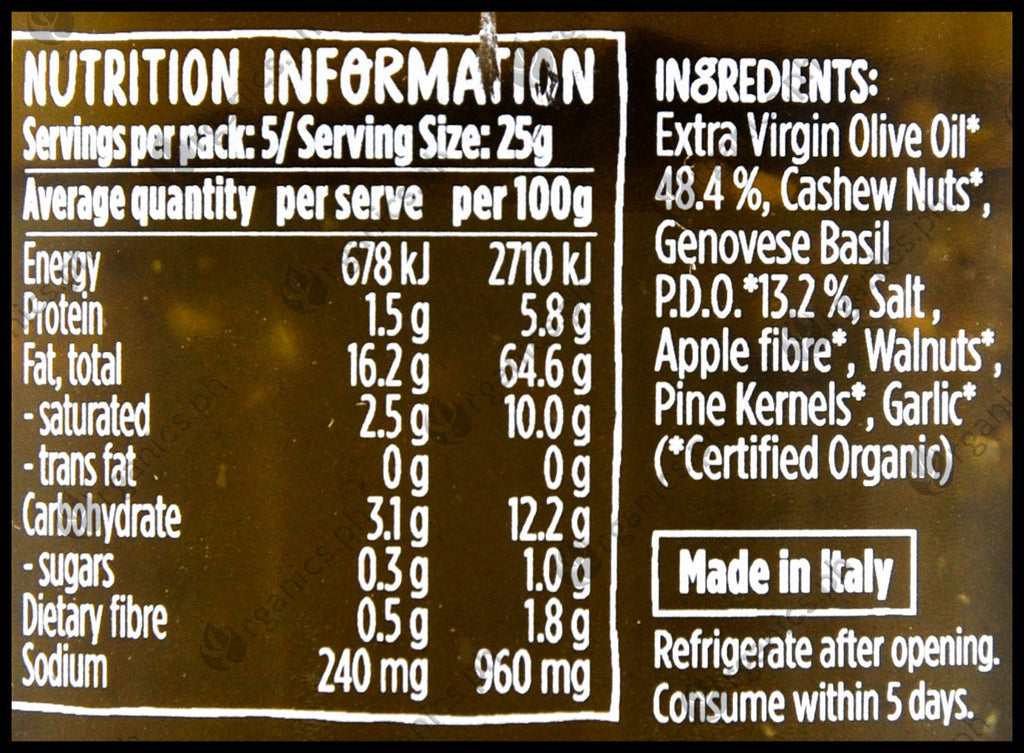 NUTRITION INFORMATION
Servings per pack: 5/ Serving Size: 25g
Average quantity per serve per 100g
Energy 678 kJ 2710 kJ
Protein 1.5 g 5.8 g
Fat, total 16.2 g 64.6 g
- saturated 2.5 g 10.0 g
- trans fat 0 g 0 g
Carbohydrate 3.1 g 12.2 g
- sugars 0.3 g 1.0 g
Dietary fibre 0.5 g 1.8 g
Sodium 240 mg 960 mg
INGREDIENTS:
Extra Virgin Olive Oil*
48.4 %, Cashew Nuts*,
Genovese Basil
P.D.O.*13.2 %, Salt,
Apple fibre*, Walnuts*,
Pine Kernels*, Garlic*
(*Certified Organic)
Made in Italy
Refrigerate after opening.
Consume within 5 days.